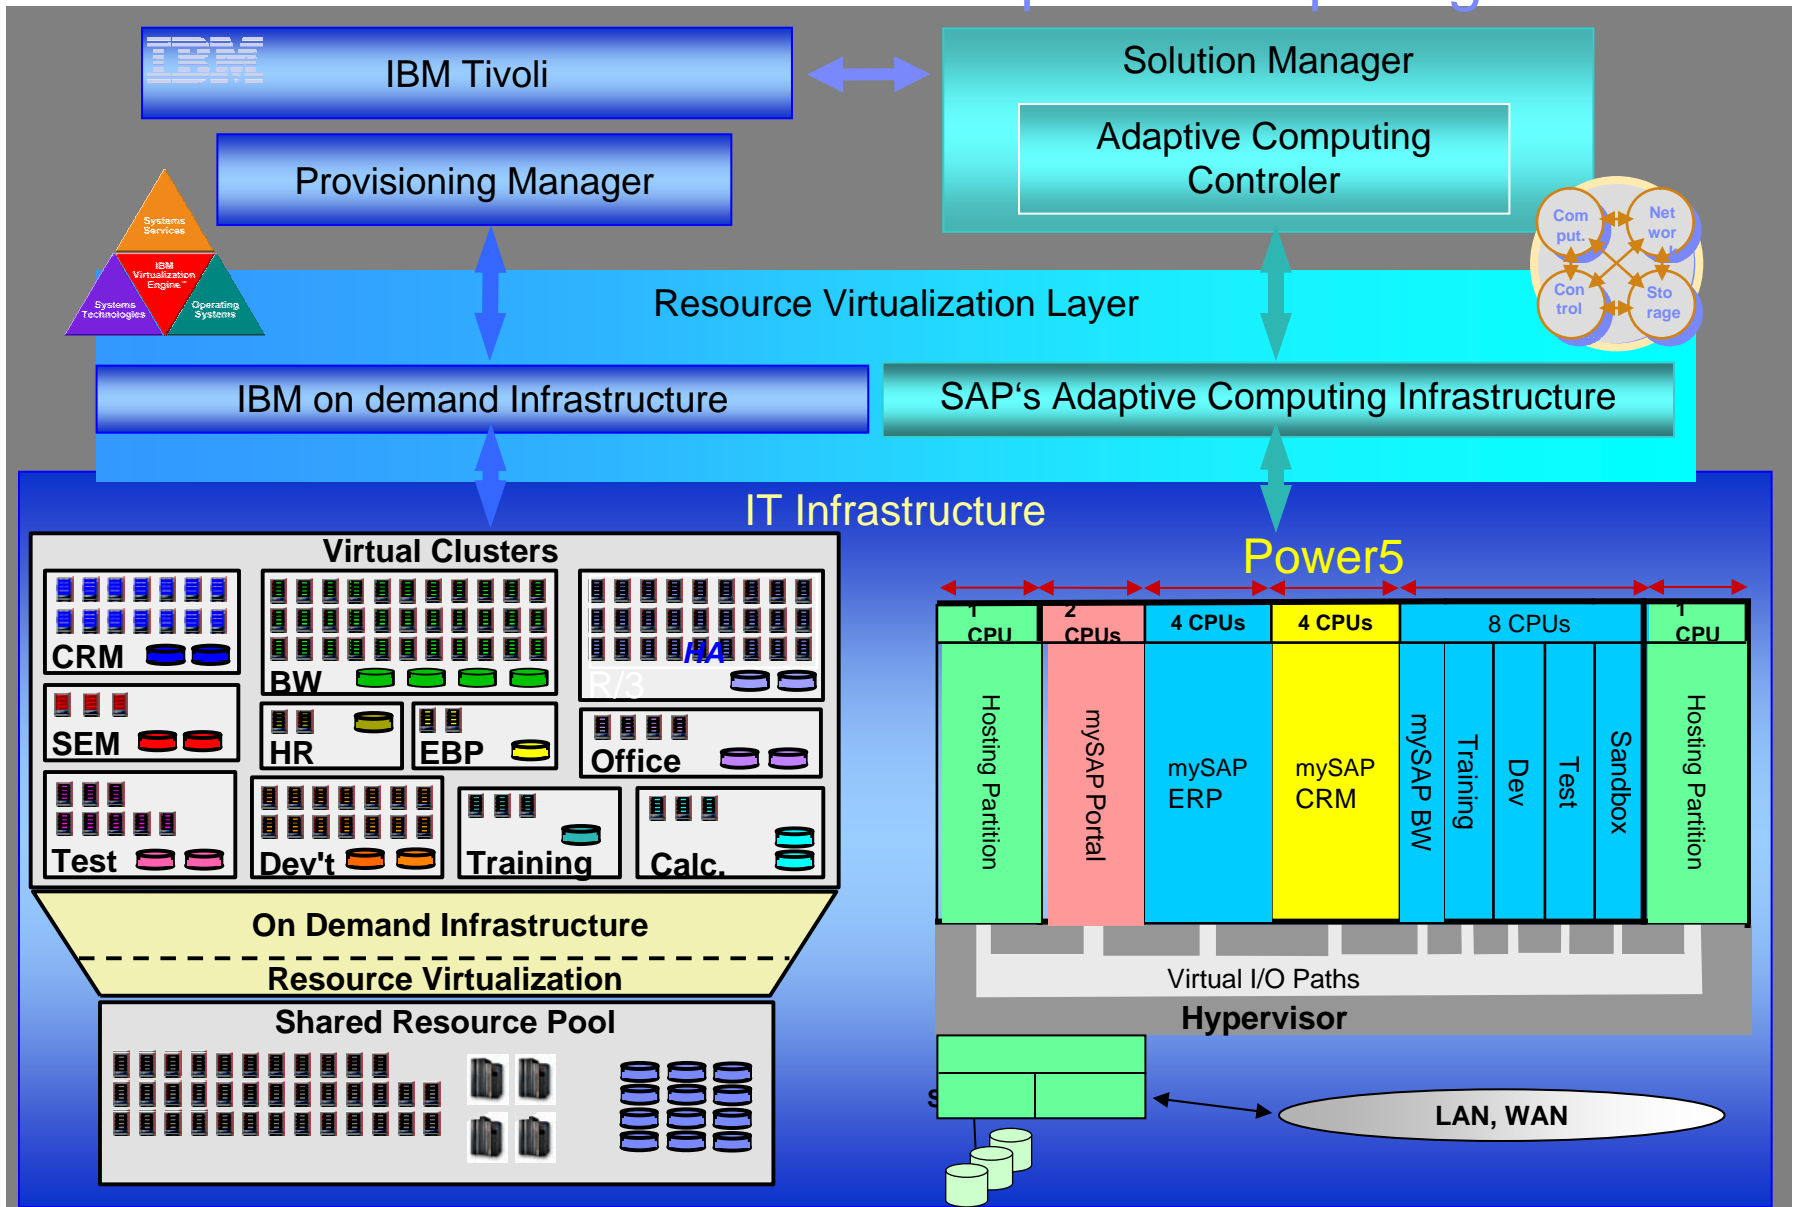 IBM
IBM Tivoli
Solution Manager
Adaptive Computing
Controler
Provisioning Manager
Systems
Services
IBM
Virtualization
Engine™
Systems
Technologies
Operating
Systems
Com
put.
Net
wor
k
Con
trol
Sto
rage
Resource Virtualization Layer
IBM on demand Infrastructure
SAP‘s Adaptive Computing Infrastructure
IT Infrastructure
Virtual Clusters
CRM
BW
HA
R/3
SEM
HR
EBP
Office
Test
Dev't
Training
Calc.
On Demand Infrastructure
Resource Virtualization
Shared Resource Pool
Power5
1
CPU
2
CPUs
4 CPUs
4 CPUs
8 CPUs
1
CPU
Hosting Partition
mySAP Portal
mySAP
ERP
mySAP
CRM
mySAP BW
Training
Dev
Test
Sandbox
Hosting Partition
Virtual I/O Paths
Hypervisor
LAN, WAN